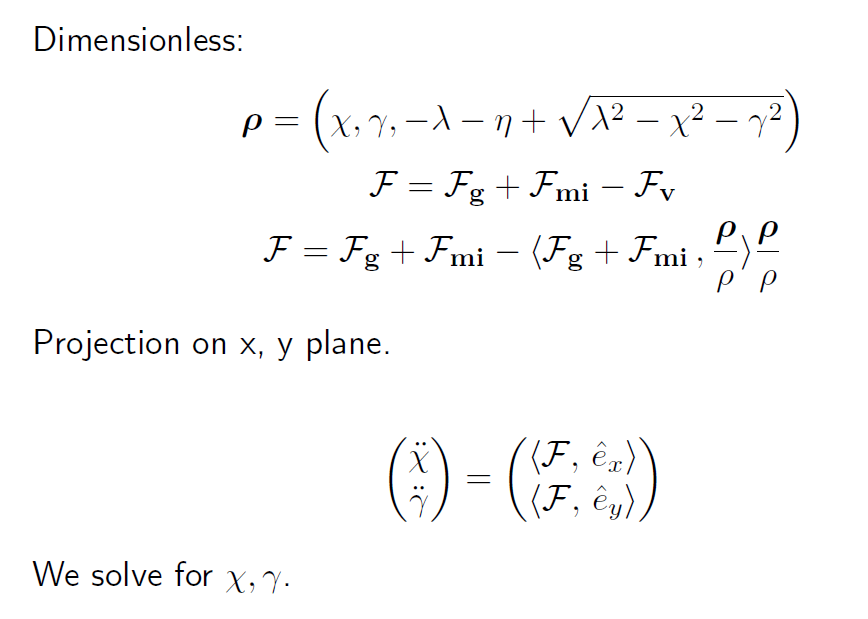 Dimensionless:
$$\boldsymbol{\rho} = \left(\chi, \gamma, -\lambda - \eta + \sqrt{\lambda^2 - \chi^2 - \gamma^2}\right)$$
$$\mathcal{F} = \mathcal{F}_{\mathbf{g}} + \mathcal{F}_{\mathbf{mi}} - \mathcal{F}_{\mathbf{v}}$$
$$\mathcal{F} = \mathcal{F}_{\mathbf{g}} + \mathcal{F}_{\mathbf{mi}} - \langle \mathcal{F}_{\mathbf{g}} + \mathcal{F}_{\mathbf{mi}}, \frac{\boldsymbol{\rho}}{\rho} \rangle \frac{\boldsymbol{\rho}}{\rho}$$
Projection on x, y plane.
$$\begin{pmatrix} \ddot{\chi} \\ \ddot{\gamma} \end{pmatrix} = \begin{pmatrix} \langle \mathcal{F}, \hat{e}_x \rangle \\ \langle \mathcal{F}, \hat{e}_y \rangle \end{pmatrix}$$
We solve for $\chi, \gamma$.